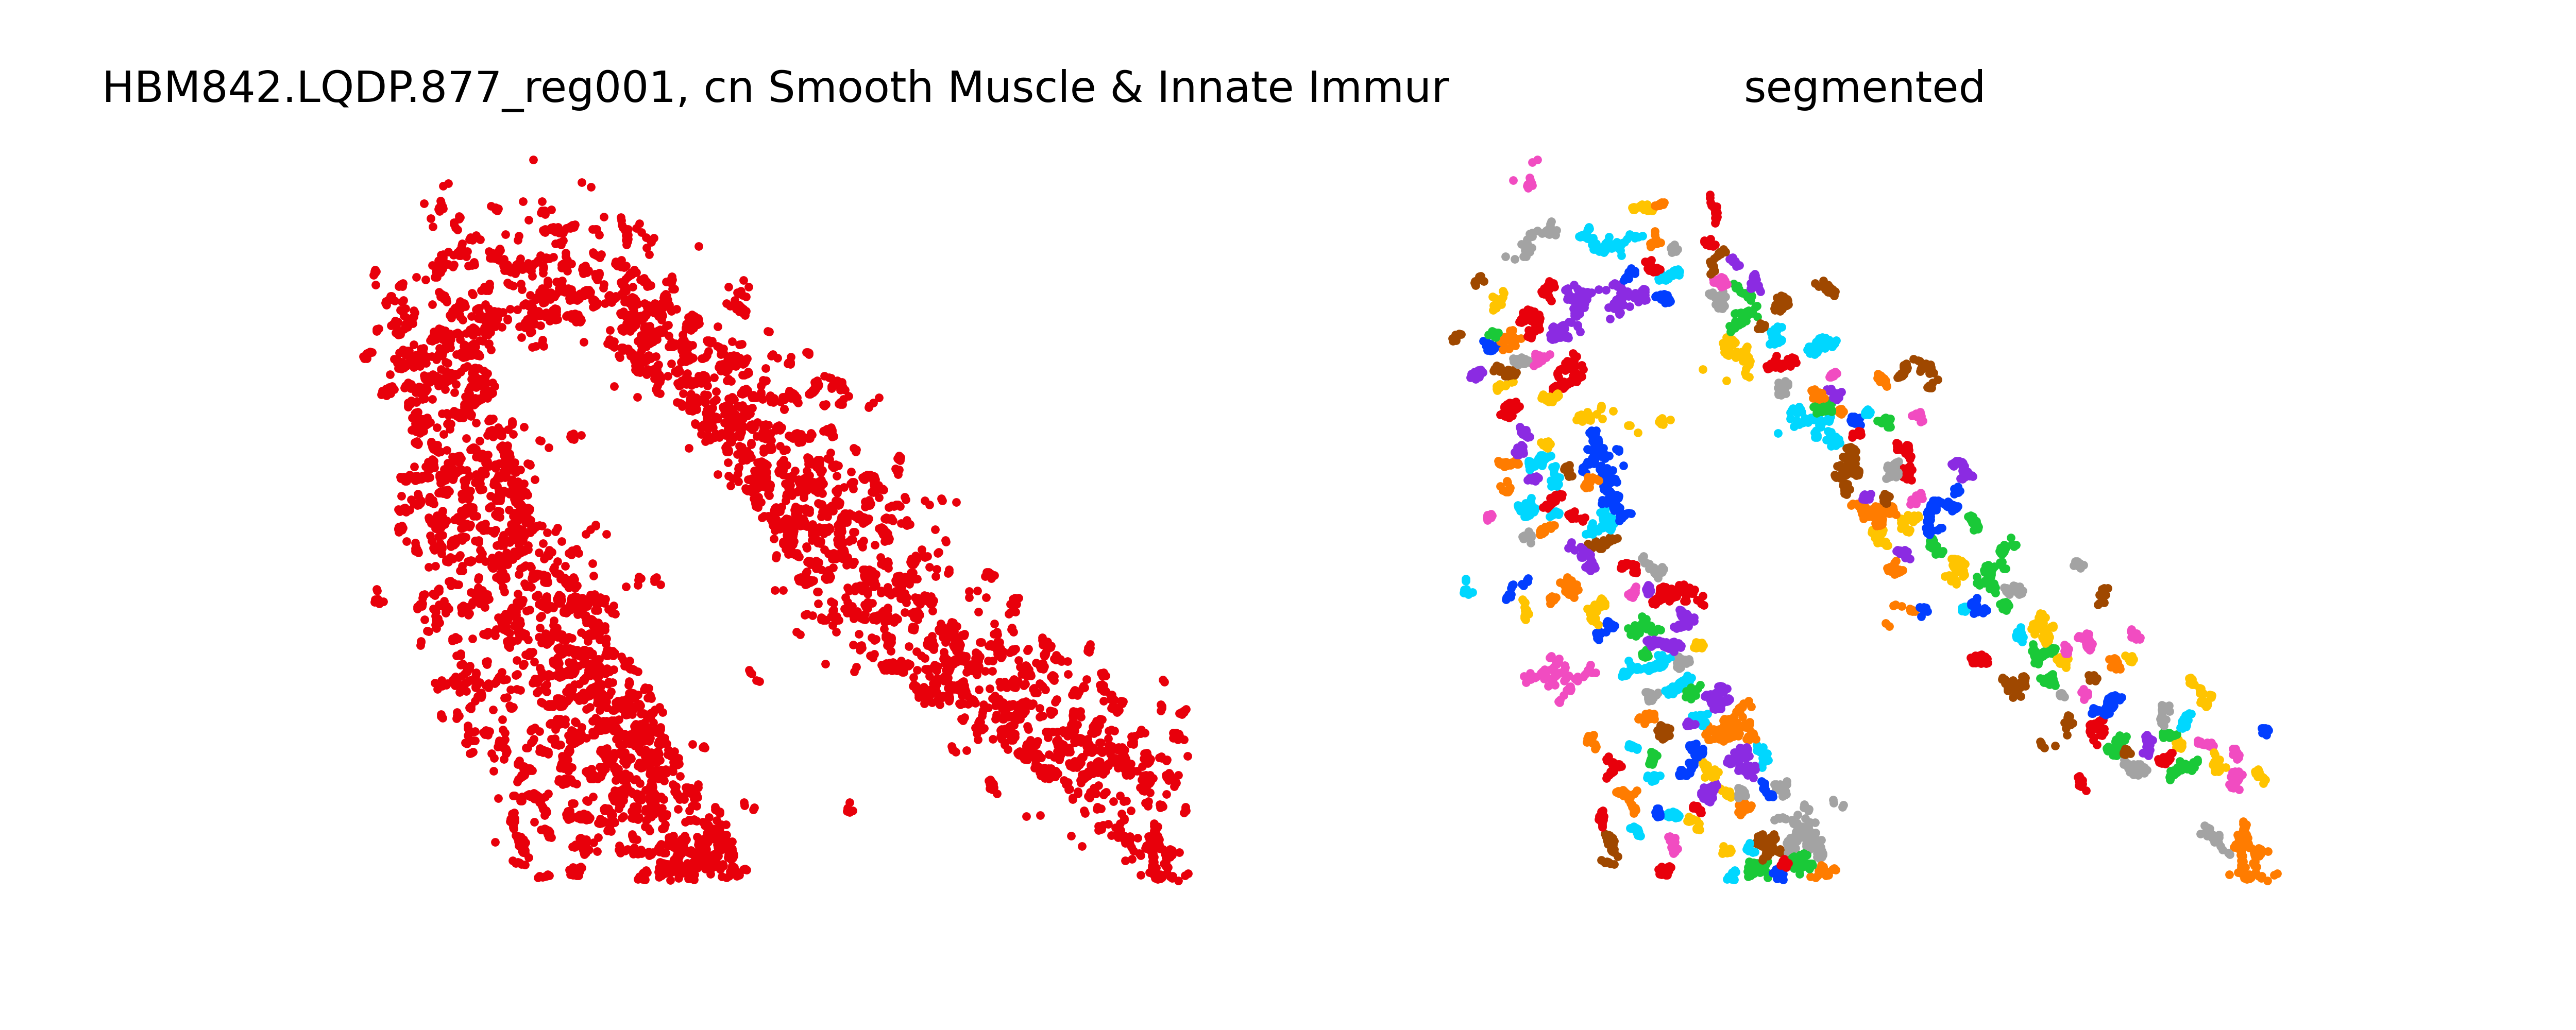 HBM842.LQDP.877_reg001, cn Smooth Muscle & Innate Immur
segmented